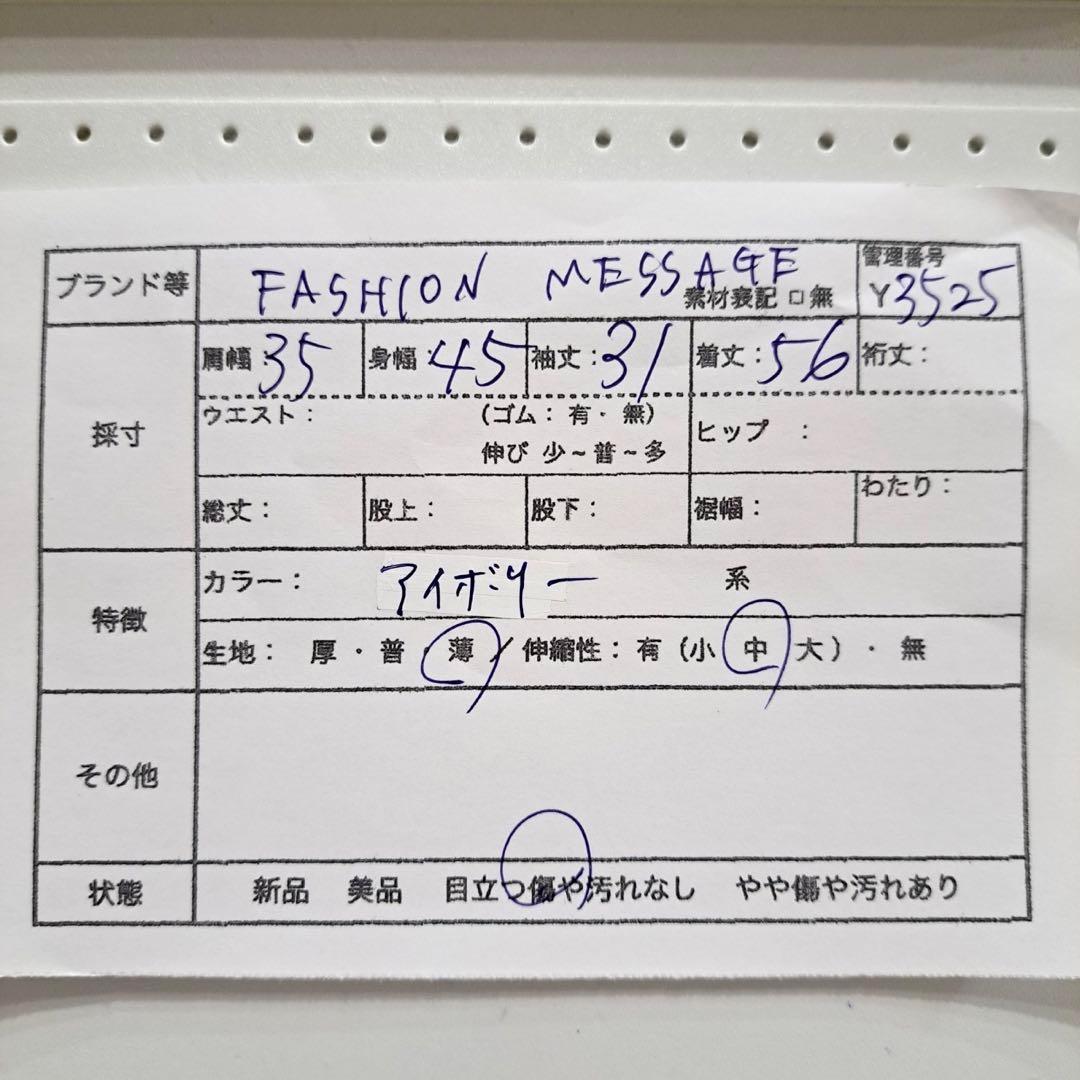 ブランド等 FASHION MESSAGE 素材表記 □無 管理番号 Y3525
採寸 肩幅:35 身幅:45 袖丈:31 着丈:56 裄丈:
ウエスト: (ゴム: 有・無) ヒップ :
伸び 少~普~多
総丈: 股上: 股下: 裾幅: わたり:
特徴 カラー: アイボリー 系
生地: 厚・普・薄 / 伸縮性: 有 (小 中 大)・無
その他
状態 新品 美品 目立つ傷や汚れなし やや傷や汚れあり